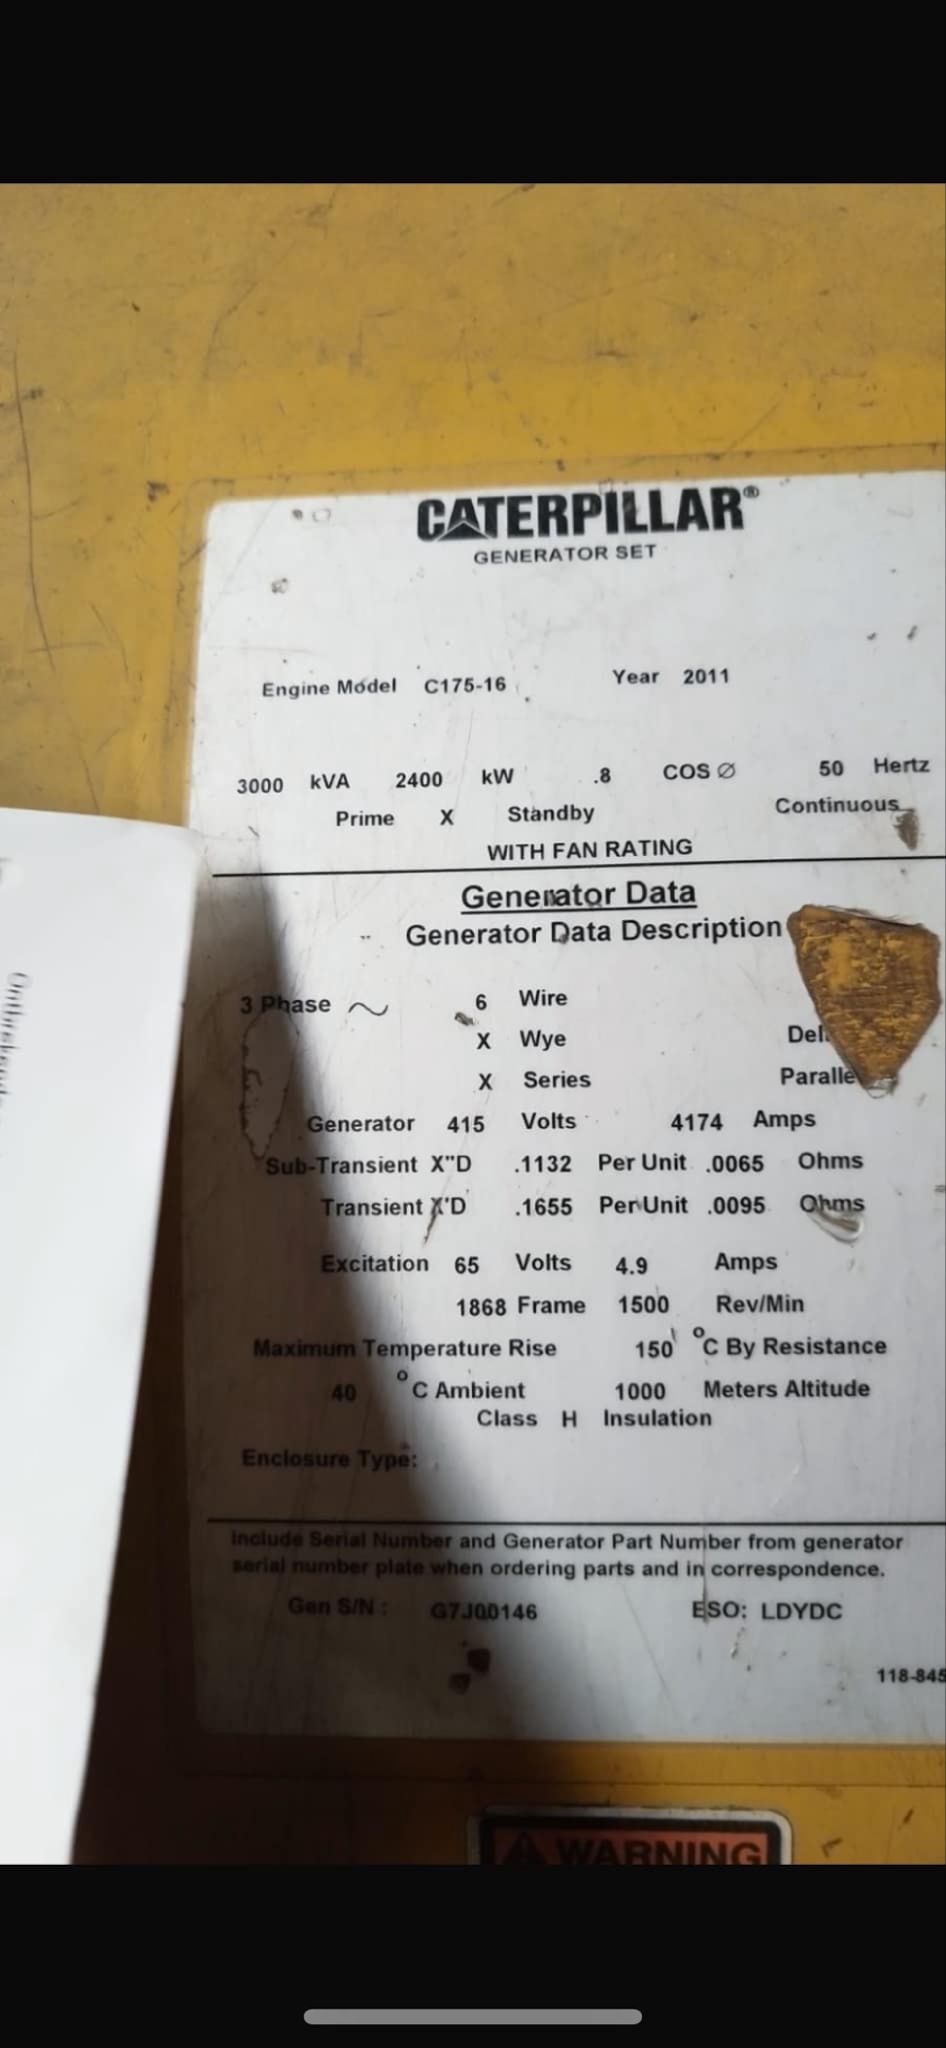 CATERPILLAR®
GENERATOR SET
Engine Model C175-16 Year 2011
3000 kVA 2400 kW .8 COS Ø 50 Hertz
Prime X Standby Continuous
WITH FAN RATING
Generator Data
Generator Data Description
3 Phase ~ 6 Wire
X Wye
X Series
Generator 415 Volts 4174 Amps
Sub-Transient X"D .1132 Per Unit .0065 Ohms
Transient X'D .1655 Per Unit .0095 Ohms
Excitation 65 Volts 4.9 Amps
1868 Frame 1500 Rev/Min
Maximum Temperature Rise 150 °C By Resistance
40 °C Ambient 1000 Meters Altitude
Class H Insulation
Enclosure Type:
Include Serial Number and Generator Part Number from generator
serial number plate when ordering parts and in correspondence.
Gen S/N : G7J00146 ESO: LDYDC
118-845
WARNING